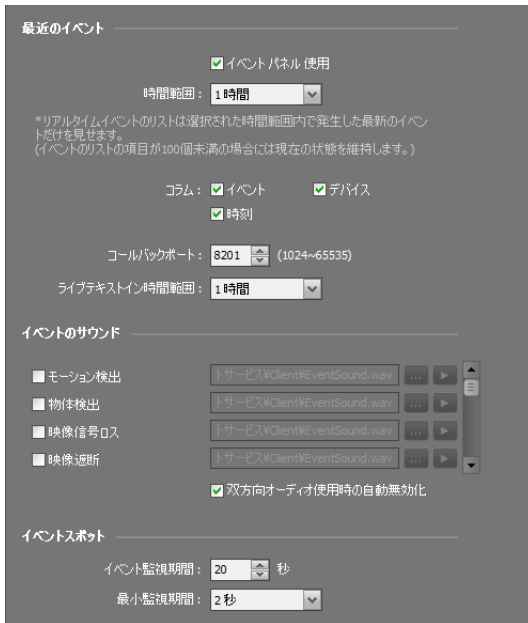 最近のイベント
イベントパネル 使用
時間範囲 : 1時間
*リアルタイムイベントのリストは選択された時間範囲内で発生した最新のイベン
トだけを見せます。
(イベントのリストの項目が100個未満の場合には現在の状態を維持します。)
コラム : イベント デバイス
時刻
コールバックポート : 8201 (1024~65535)
ライブテキストイン時間範囲 : 1時間
イベントのサウンド
モーション検出 トサービス¥Client¥EventSound.wav ...
物体検出 トサービス¥Client¥EventSound.wav ...
映像信号ロス トサービス¥Client¥EventSound.wav ...
映像遮断 トサービス¥Client¥EventSound.wav ...
双方向オーディオ使用時の自動無効化
イベントスポット
イベント監視期間 : 20 秒
最小監視期間 : 2秒